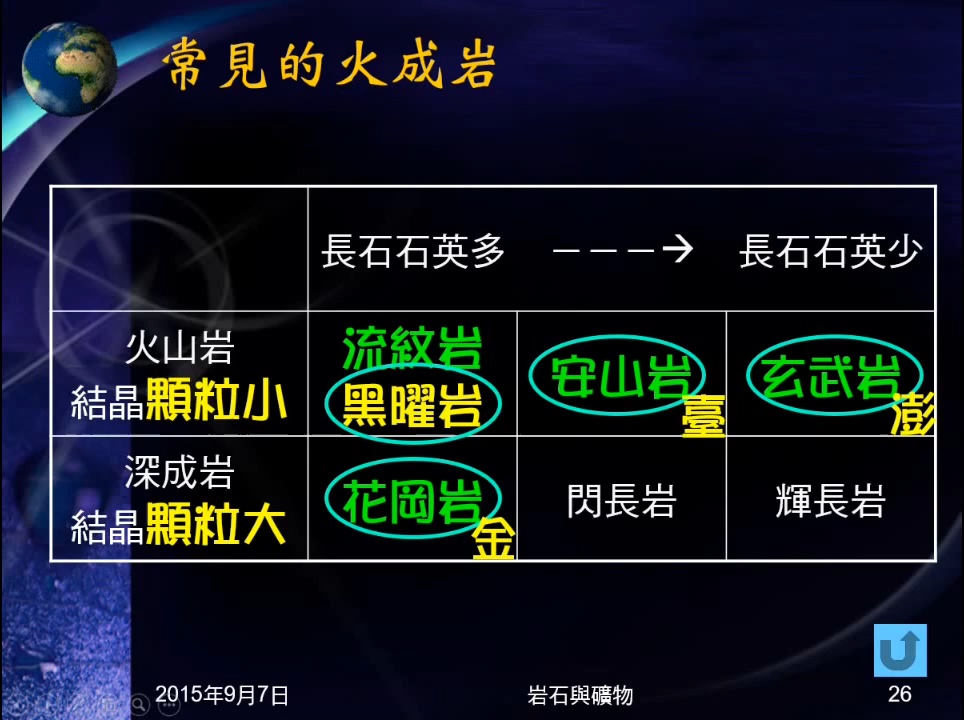 常見的火成岩
長石石英多 －－－→ 長石石英少
火山岩
結晶顆粒小
流紋岩
黑曜岩
安山岩
臺
玄武岩
澎
深成岩
結晶顆粒大
花岡岩
金
閃長岩
輝長岩
2015年9月7日
岩石與礦物
26